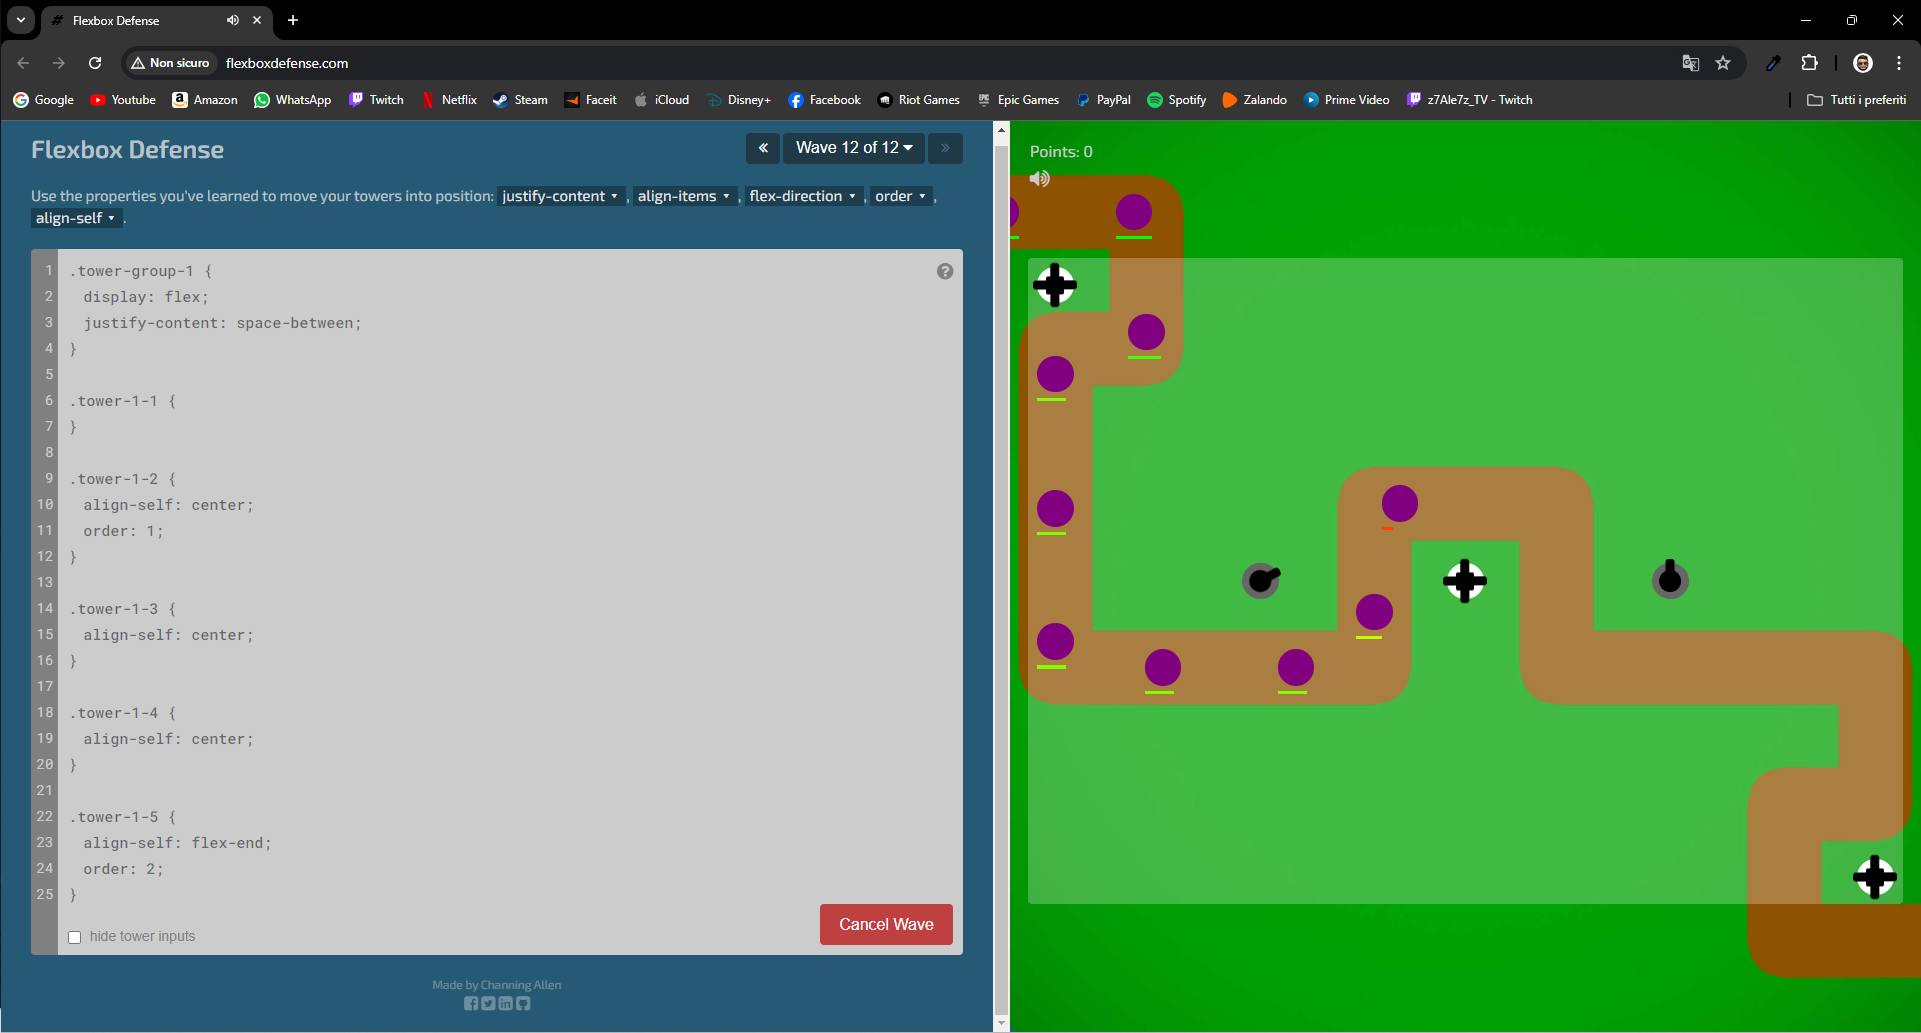 Flexbox Defense
Non sicuro
flexboxdefense.com
Google Youtube Amazon WhatsApp Twitch Netflix Steam Faceit iCloud Disney+ Facebook Riot Games Epic Games PayPal Spotify Zalando Prime Video z7Ale7z_TV - Twitch Tutti i preferiti
Flexbox Defense
« Wave 12 of 12 »
Use the properties you've learned to move your towers into position: justify-content , align-items , flex-direction , order ,
align-self .
1 .tower-group-1 {
2 display: flex;
3 justify-content: space-between;
4 }
5
6 .tower-1-1 {
7 }
8
9 .tower-1-2 {
10 align-self: center;
11 order: 1;
12 }
13
14 .tower-1-3 {
15 align-self: center;
16 }
17
18 .tower-1-4 {
19 align-self: center;
20 }
21
22 .tower-1-5 {
23 align-self: flex-end;
24 order: 2;
25 }
?
hide tower inputs
Cancel Wave
Made by Channing Allen
Points: 0